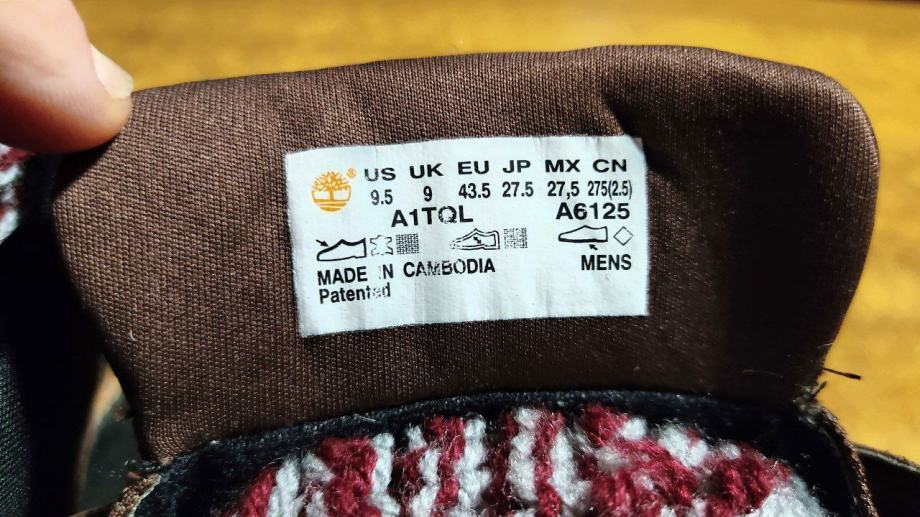 ® US UK EU JP MX CN
9.5 9 43.5 27.5 27,5 275(2.5)
A1TQL A6125
MADE IN CAMBODIA MENS
Patented